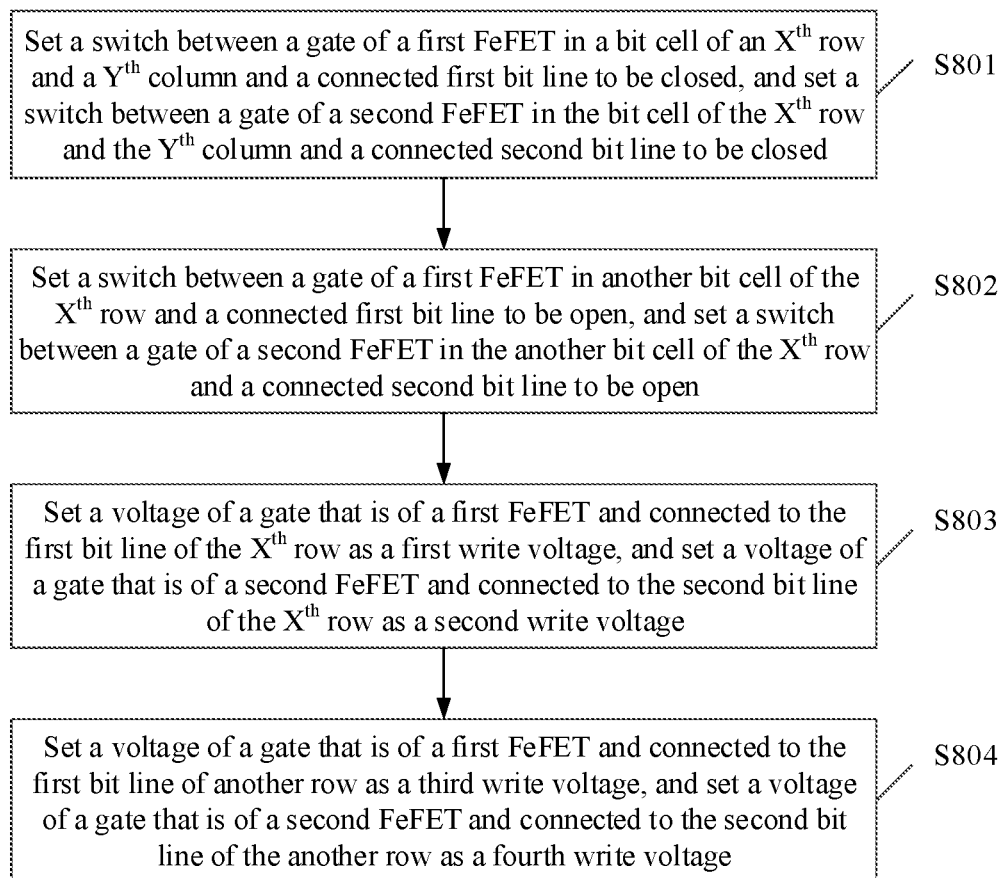 Set a switch between a gate of a first FeFET in a bit cell of an Xth row
and a Yth column and a connected first bit line to be closed, and set a
switch between a gate of a second FeFET in the bit cell of the Xth row
and the Yth column and a connected second bit line to be closed
S801
Set a switch between a gate of a first FeFET in another bit cell of the
Xth row and a connected first bit line to be open, and set a switch
between a gate of a second FeFET in the another bit cell of the Xth row
and a connected second bit line to be open
S802
Set a voltage of a gate that is of a first FeFET and connected to the
first bit line of the Xth row as a first write voltage, and set a voltage of
a gate that is of a second FeFET and connected to the second bit line
of the Xth row as a second write voltage
S803
Set a voltage of a gate that is of a first FeFET and connected to the
first bit line of another row as a third write voltage, and set a voltage
of a gate that is of a second FeFET and connected to the second bit
line of the another row as a fourth write voltage
S804